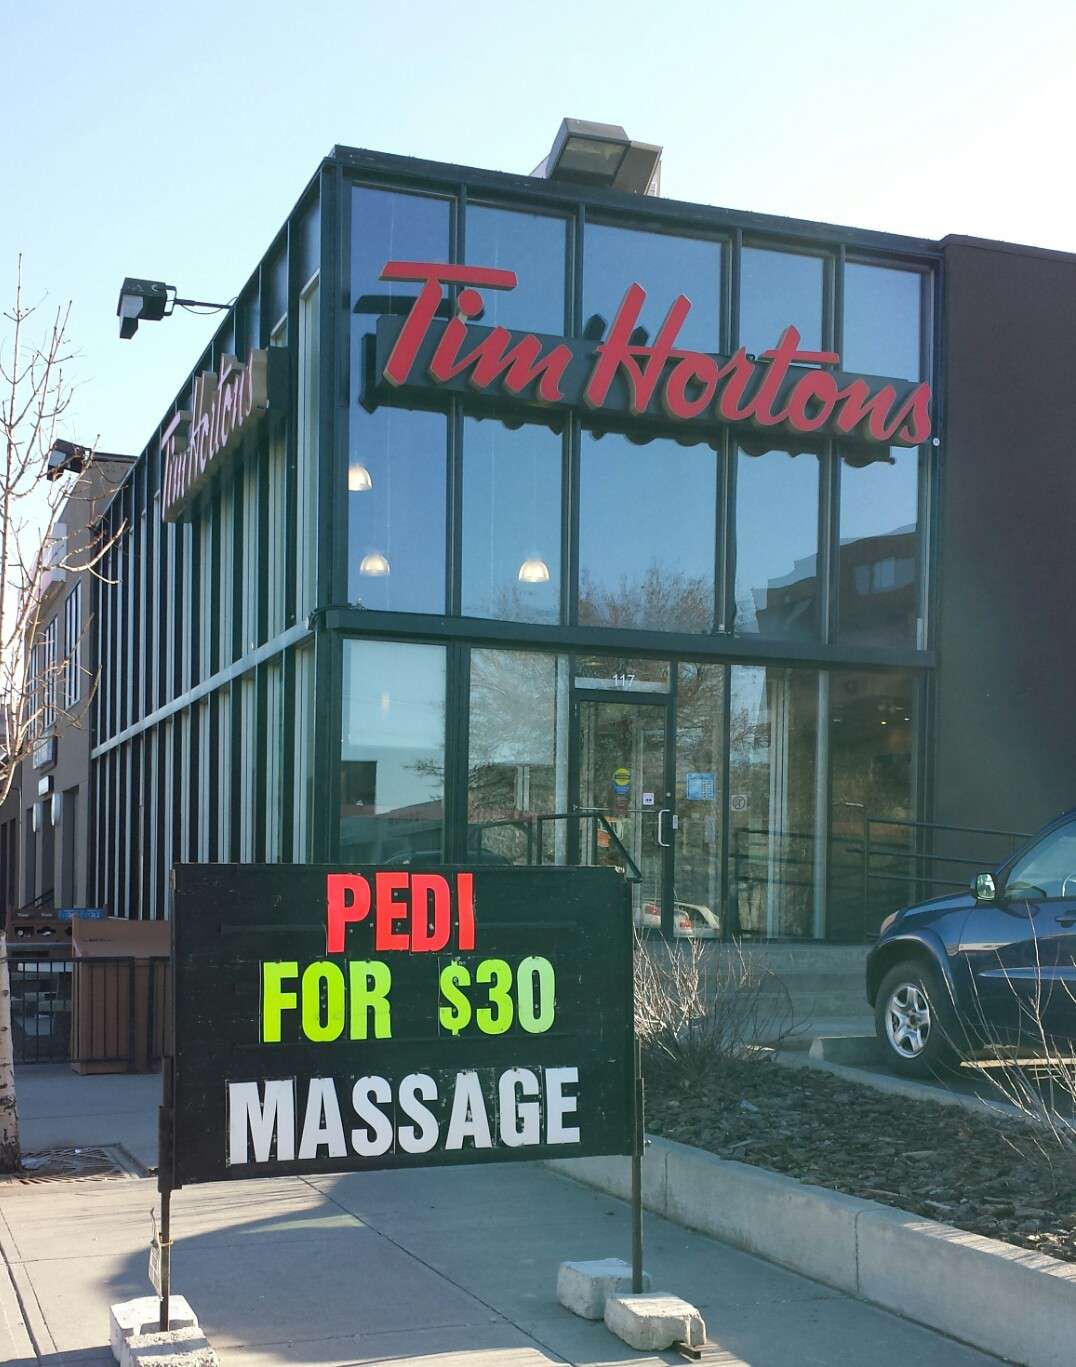 Tim Hortons
Tim Hortons
117
PEDI
FOR $30
MASSAGE